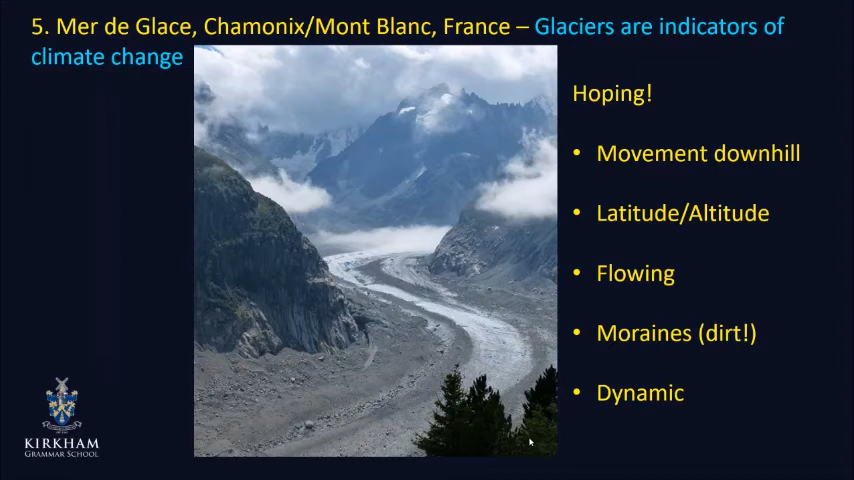 5. Mer de Glace, Chamonix/Mont Blanc, France – Glaciers are indicators of
climate change
Hoping!
• Movement downhill
• Latitude/Altitude
• Flowing
• Moraines (dirt!)
• Dynamic
KIRKHAM
GRAMMAR SCHOOL